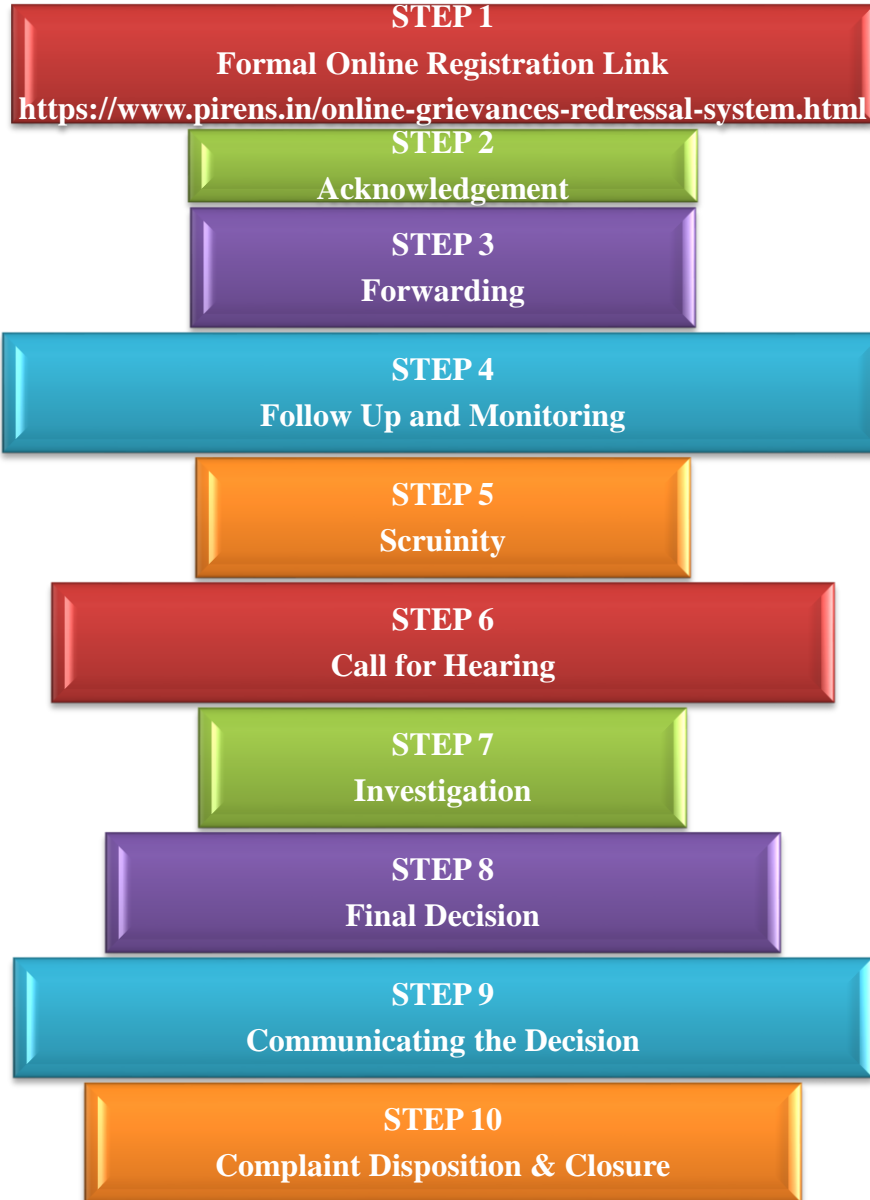 STEP 1
Formal Online Registration Link
https://www.pirens.in/online-grievances-redressal-system.html
STEP 2
Acknowledgement
STEP 3
Forwarding
STEP 4
Follow Up and Monitoring
STEP 5
Scruinity
STEP 6
Call for Hearing
STEP 7
Investigation
STEP 8
Final Decision
STEP 9
Communicating the Decision
STEP 10
Complaint Disposition & Closure